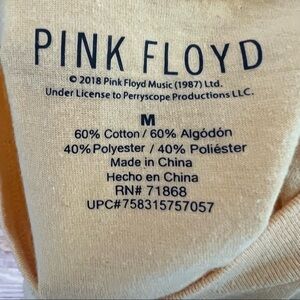 PINK FLOYD
© 2018 Pink Floyd Music (1987) Ltd.
Under License to Perryscope Productions LLC.
M
60% Cotton / 60% Algódón
40% Polyester / 40% Poliéster
Made in China
Hecho en China
RN# 71868
UPC#758315757057